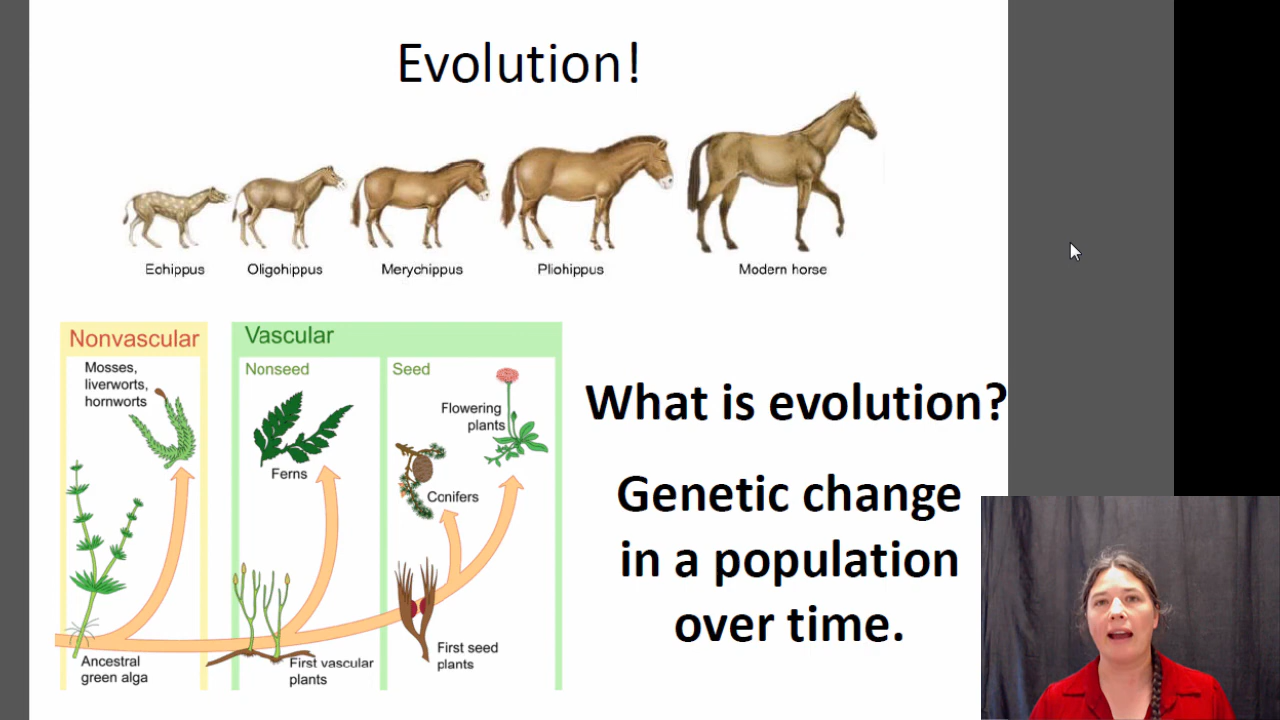 Evolution!
Eohippus
Oligohippus
Merychippus
Pliohippus
Modern horse
Nonvascular
Mosses,
liverworts,
hornworts
Ancestral
green alga
Vascular
Nonseed
Ferns
First vascular
plants
Seed
Flowering
plants
Conifers
First seed
plants
What is evolution?
Genetic change
in a population
over time.